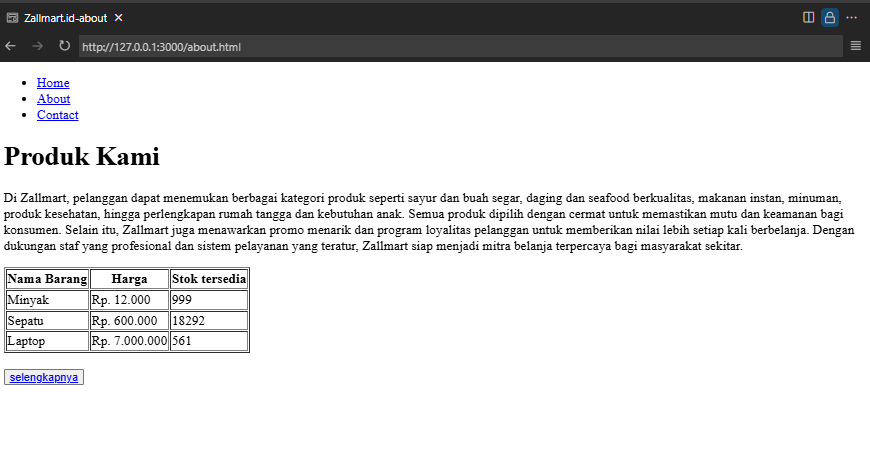 Zallmart.id-about
http://127.0.0.1:3000/about.html
Home
About
Contact
Produk Kami
Di Zallmart, pelanggan dapat menemukan berbagai kategori produk seperti sayur dan buah segar, daging dan seafood berkualitas, makanan instan, minuman,
produk kesehatan, hingga perlengkapan rumah tangga dan kebutuhan anak. Semua produk dipilih dengan cermat untuk memastikan mutu dan keamanan bagi
konsumen. Selain itu, Zallmart juga menawarkan promo menarik dan program loyalitas pelanggan untuk memberikan nilai lebih setiap kali berbelanja. Dengan
dukungan staf yang profesional dan sistem pelayanan yang teratur, Zallmart siap menjadi mitra belanja terpercaya bagi masyarakat sekitar.
Nama Barang Harga Stok tersedia
Minyak Rp. 12.000 999
Sepatu Rp. 600.000 18292
Laptop Rp. 7.000.000 561
selengkapnya